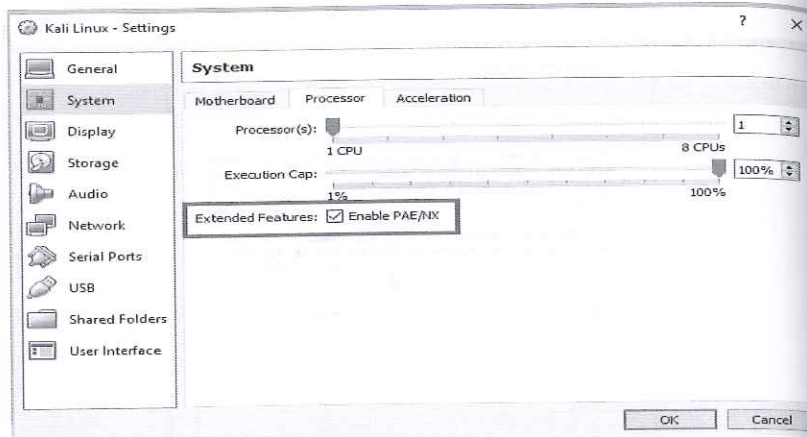 Kali Linux - Settings
?
×
General
System
Display
Storage
Audio
Network
Serial Ports
USB
Shared Folders
User Interface
System
Motherboard Processor Acceleration
Processor(s):
1
1 CPU 8 CPUs
Execution Cap:
100%
1% 100%
Extended Features: Enable PAE/NX
OK Cancel